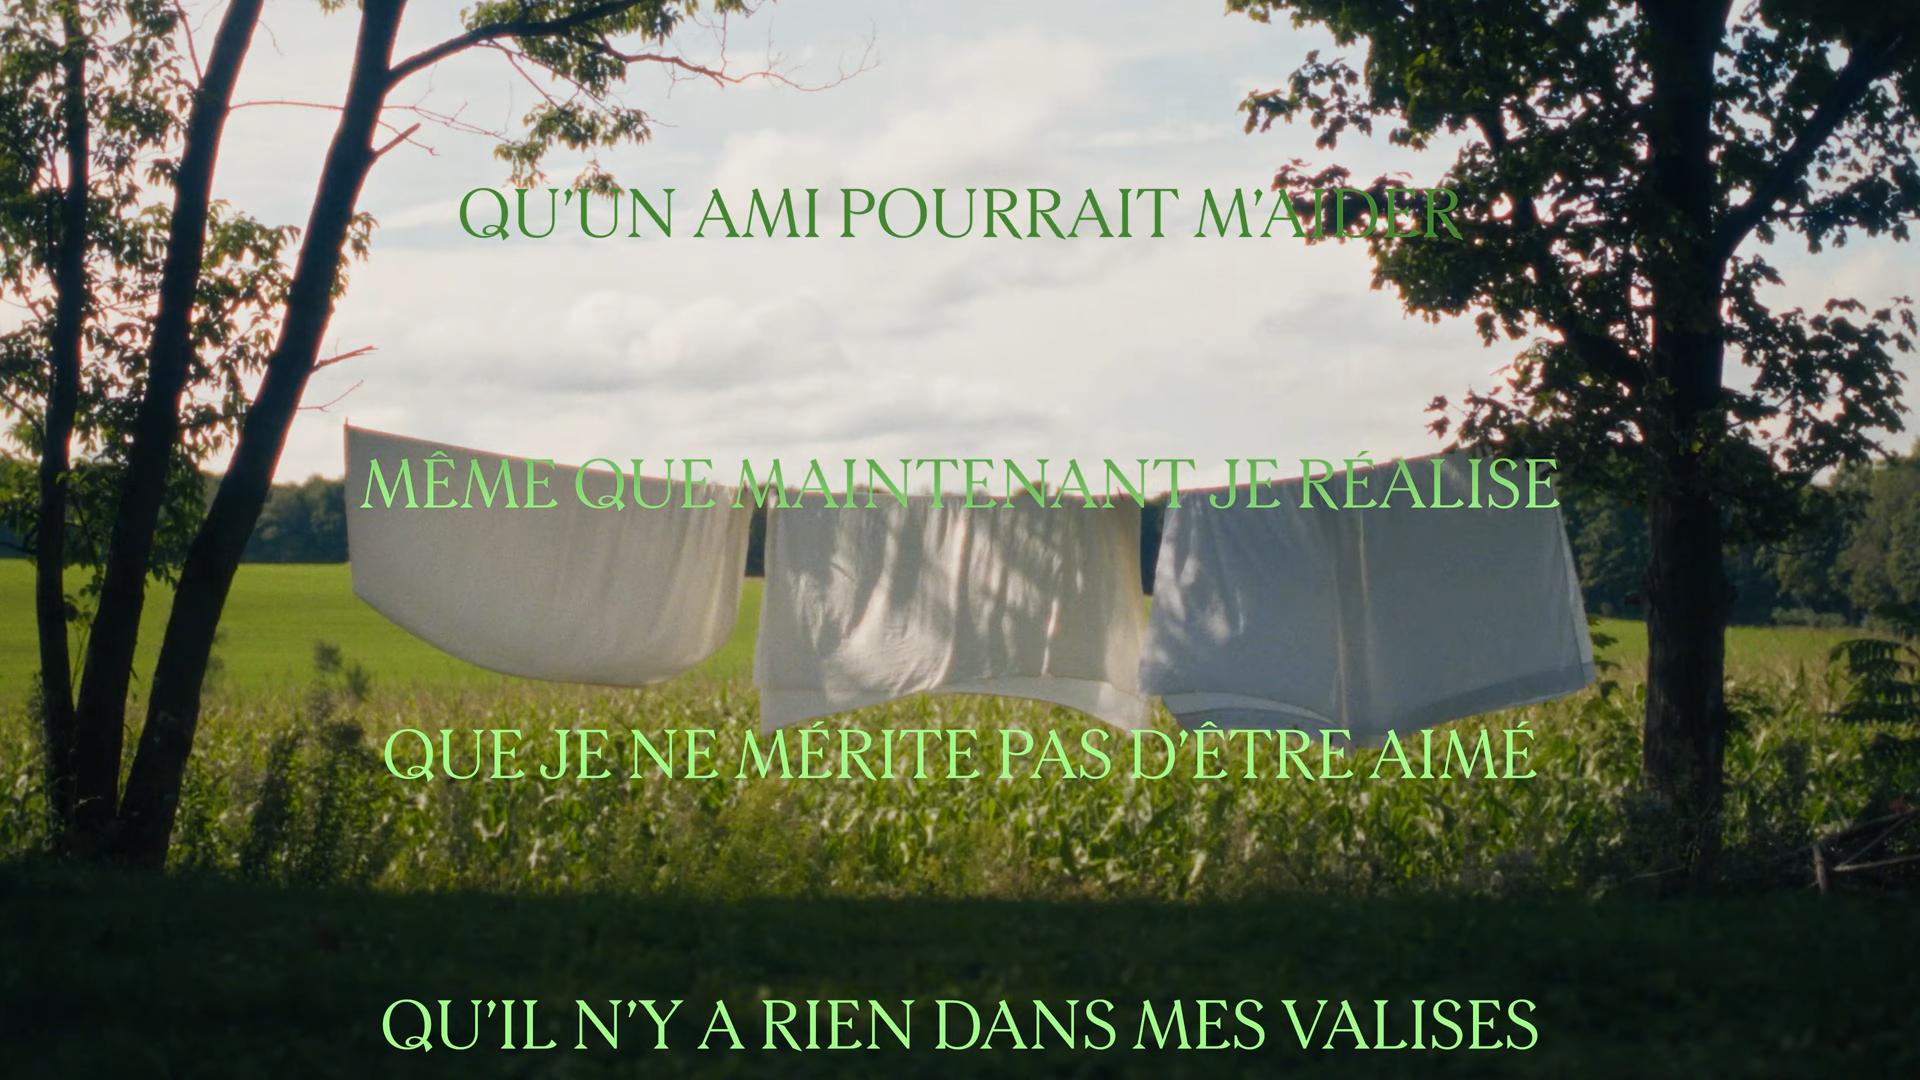 QU'UN AMI POURRAIT M'AIDER
MÊME QUE MAINTENANT JE RÉALISE
QUE JE NE MÉRITE PAS D'ÊTRE AIMÉ
QU'IL N'Y A RIEN DANS MES VALISES